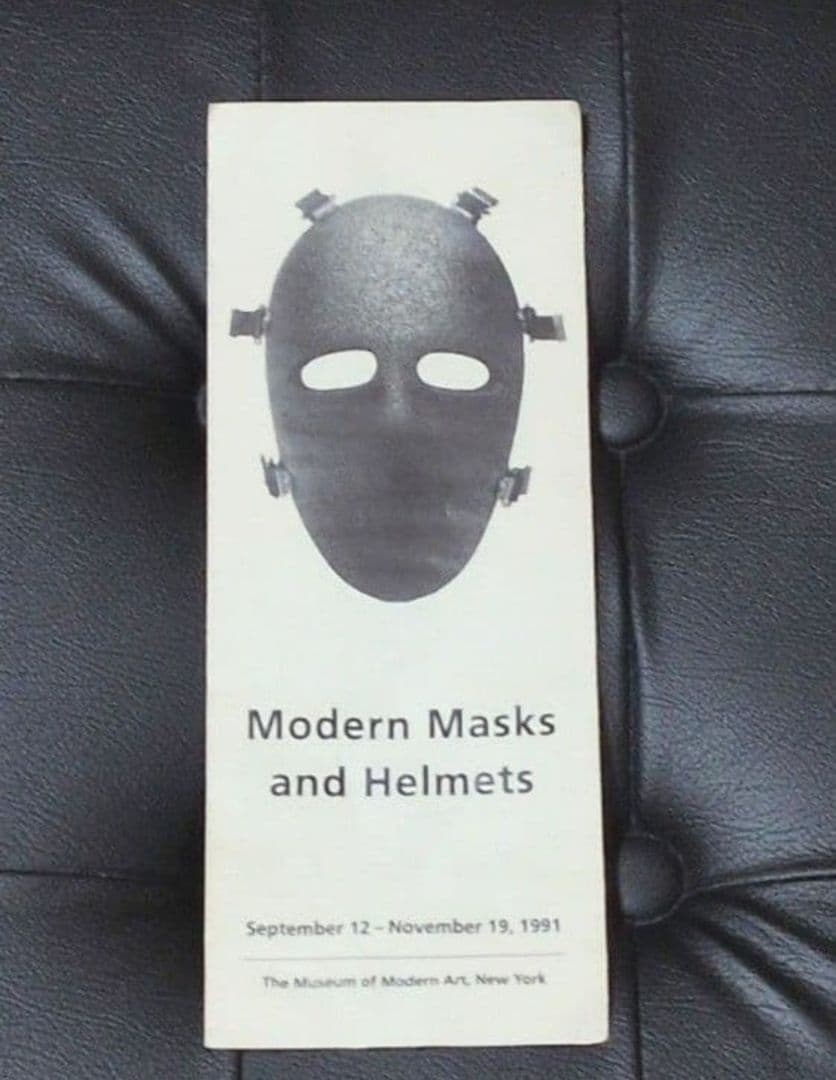 Modern Masks
and Helmets
September 12 – November 19, 1991
The Museum of Modern Art, New York